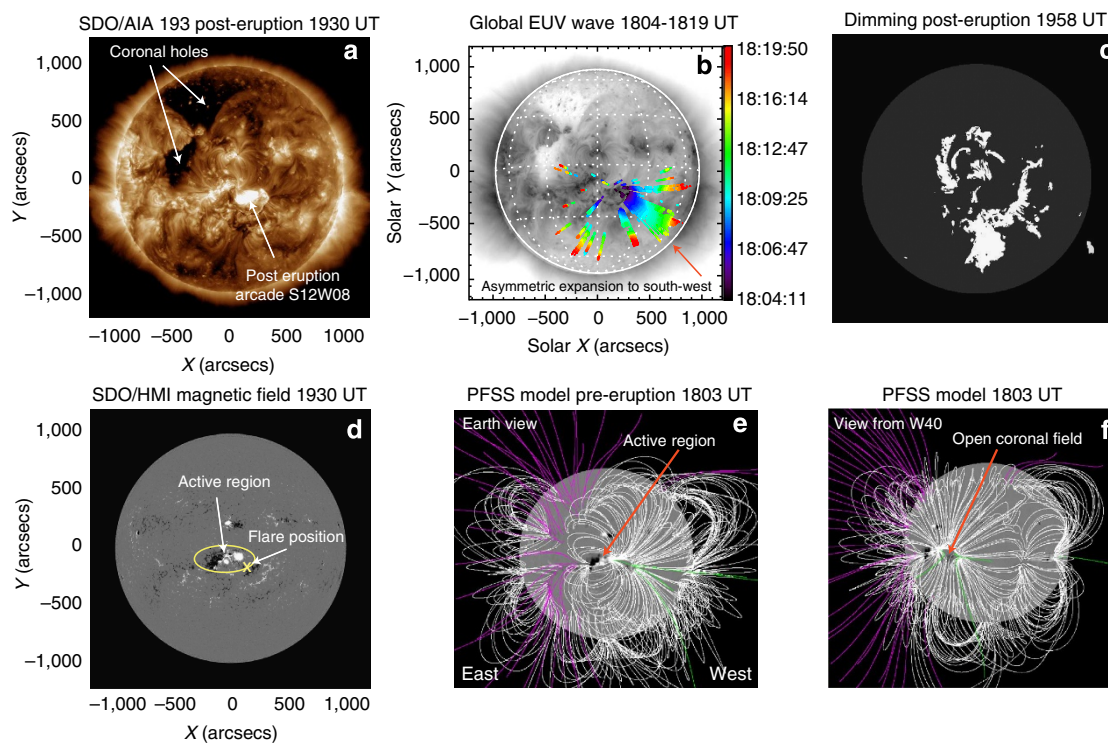 SDO/AIA 193 post-eruption 1930 UT
a
Coronal holes
Post eruption
arcade S12W08
Y (arcsecs)
1,000
500
0
−500
−1,000
−1000 −500 0 500 1200
X (arcsecs)
Global EUV wave 1804-1819 UT
b
Asymmetric expansion to south-west
Solar Y (arcsecs)
1,000
500
0
−500
−1,000
−1,000 −500 0 500 1,000
Solar X (arcsecs)
18:19:50
18:16:14
18:12:47
18:09:25
18:06:47
18:04:11
Dimming post-eruption 1958 UT
c
SDO/HMI magnetic field 1930 UT
d
Active region
Flare position
Y (arcsecs)
1,000
500
0
−500
−1,000
−1,000 −500 0 500 1200
X (arcsecs)
PFSS model pre-eruption 1803 UT
Earth view
e
Active region
East
West
PFSS model 1803 UT
View from W40
f
Open coronal field